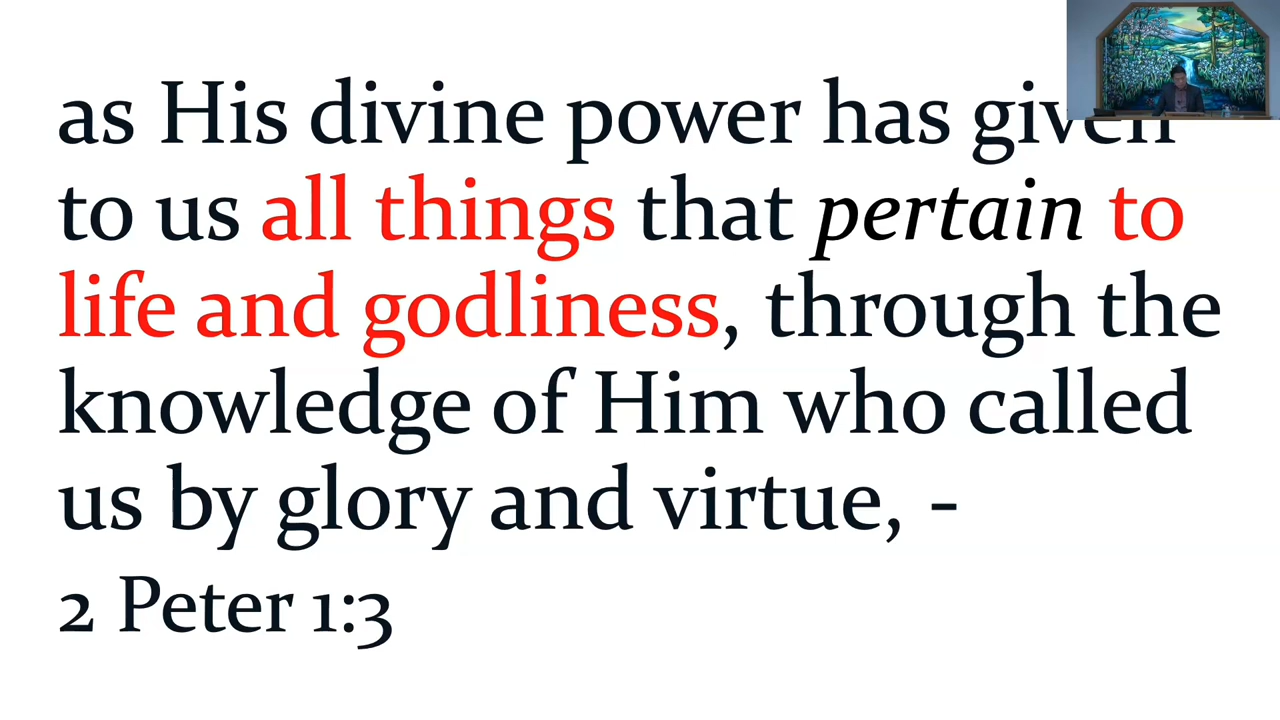 as His divine power has given
to us all things that pertain to
life and godliness, through the
knowledge of Him who called
us by glory and virtue, -
2 Peter 1:3